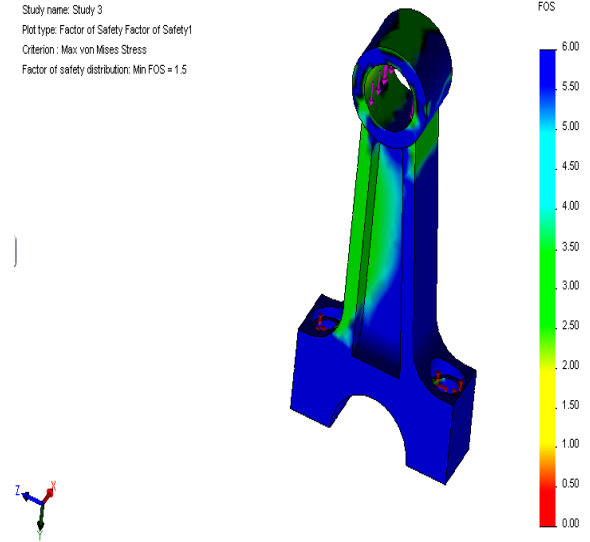 Study name: Study 3
Plot type: Factor of Safety Factor of Safety1
Criterion : Max von Mises Stress
Factor of safety distribution: Min FOS = 1.5
FOS
6.00
5.50
5.00
4.50
4.00
3.50
3.00
2.50
2.00
1.50
1.00
0.50
0.00
Z
X
Y